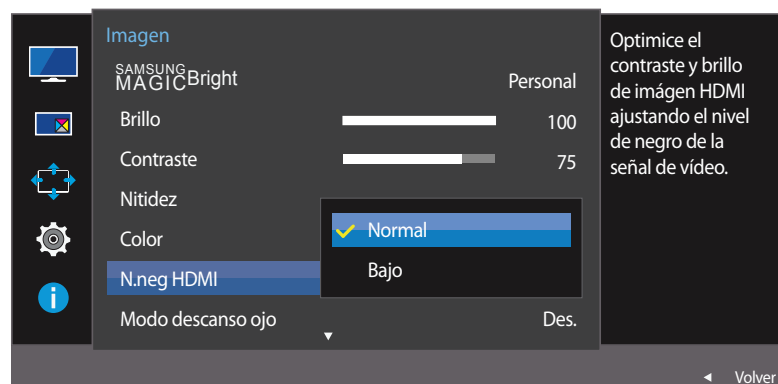 Imagen
SAMSUNG
MAGICBright Personal
Brillo 100
Contraste 75
Nitidez
Color
N.neg HDMI
Modo descanso ojo Des.
Normal
Bajo
Optimice el
contraste y brillo
de imágen HDMI
ajustando el nivel
de negro de la
señal de vídeo.
Volver